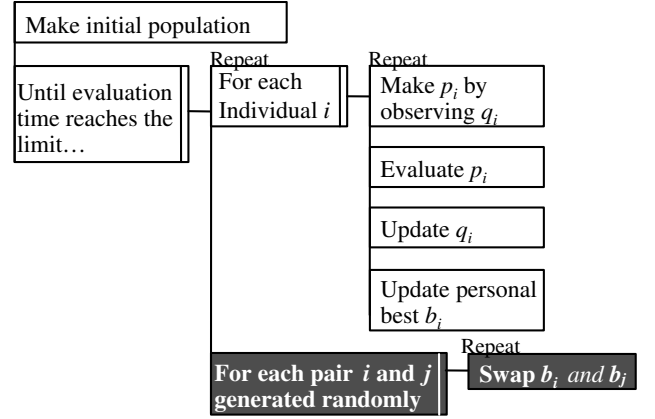 Make initial population
Repeat
Repeat
Until evaluation
time reaches the
limit…
For each
Individual i
Make pᵢ by
observing qᵢ
Evaluate pᵢ
Update qᵢ
Update personal
best bᵢ
Repeat
For each pair i and j
generated randomly
Swap bᵢ and bⱼ